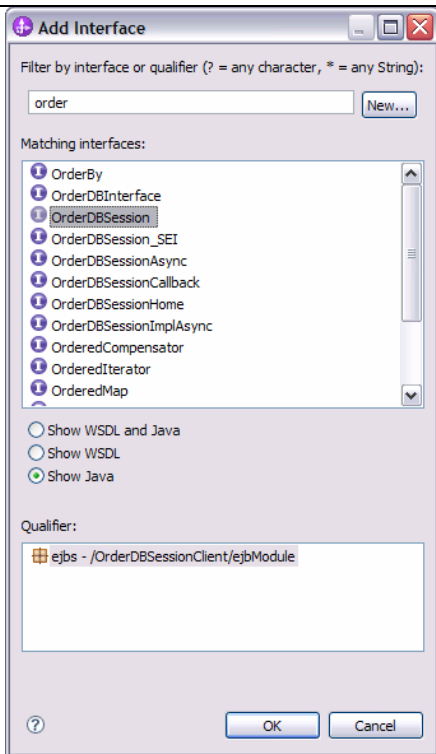 Add Interface
Filter by interface or qualifier (? = any character, * = any String):
order
New...
Matching interfaces:
OrderBy
OrderDBInterface
OrderDBSession
OrderDBSession_SEI
OrderDBSessionAsync
OrderDBSessionCallback
OrderDBSessionHome
OrderDBSessionImplAsync
OrderedCompensator
OrderedIterator
OrderedMap
Show WSDL and Java
Show WSDL
Show Java
Qualifier:
ejbs - /OrderDBSessionClient/ejbModule
?
OK
Cancel